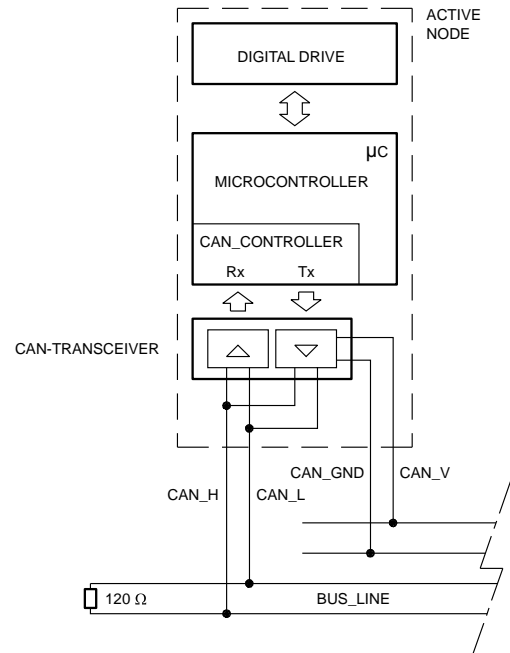 ACTIVE
NODE
DIGITAL DRIVE
µC
MICROCONTROLLER
CAN_CONTROLLER
Rx Tx
CAN-TRANSCEIVER
CAN_GND CAN_V
CAN_H CAN_L
120 Ω BUS_LINE